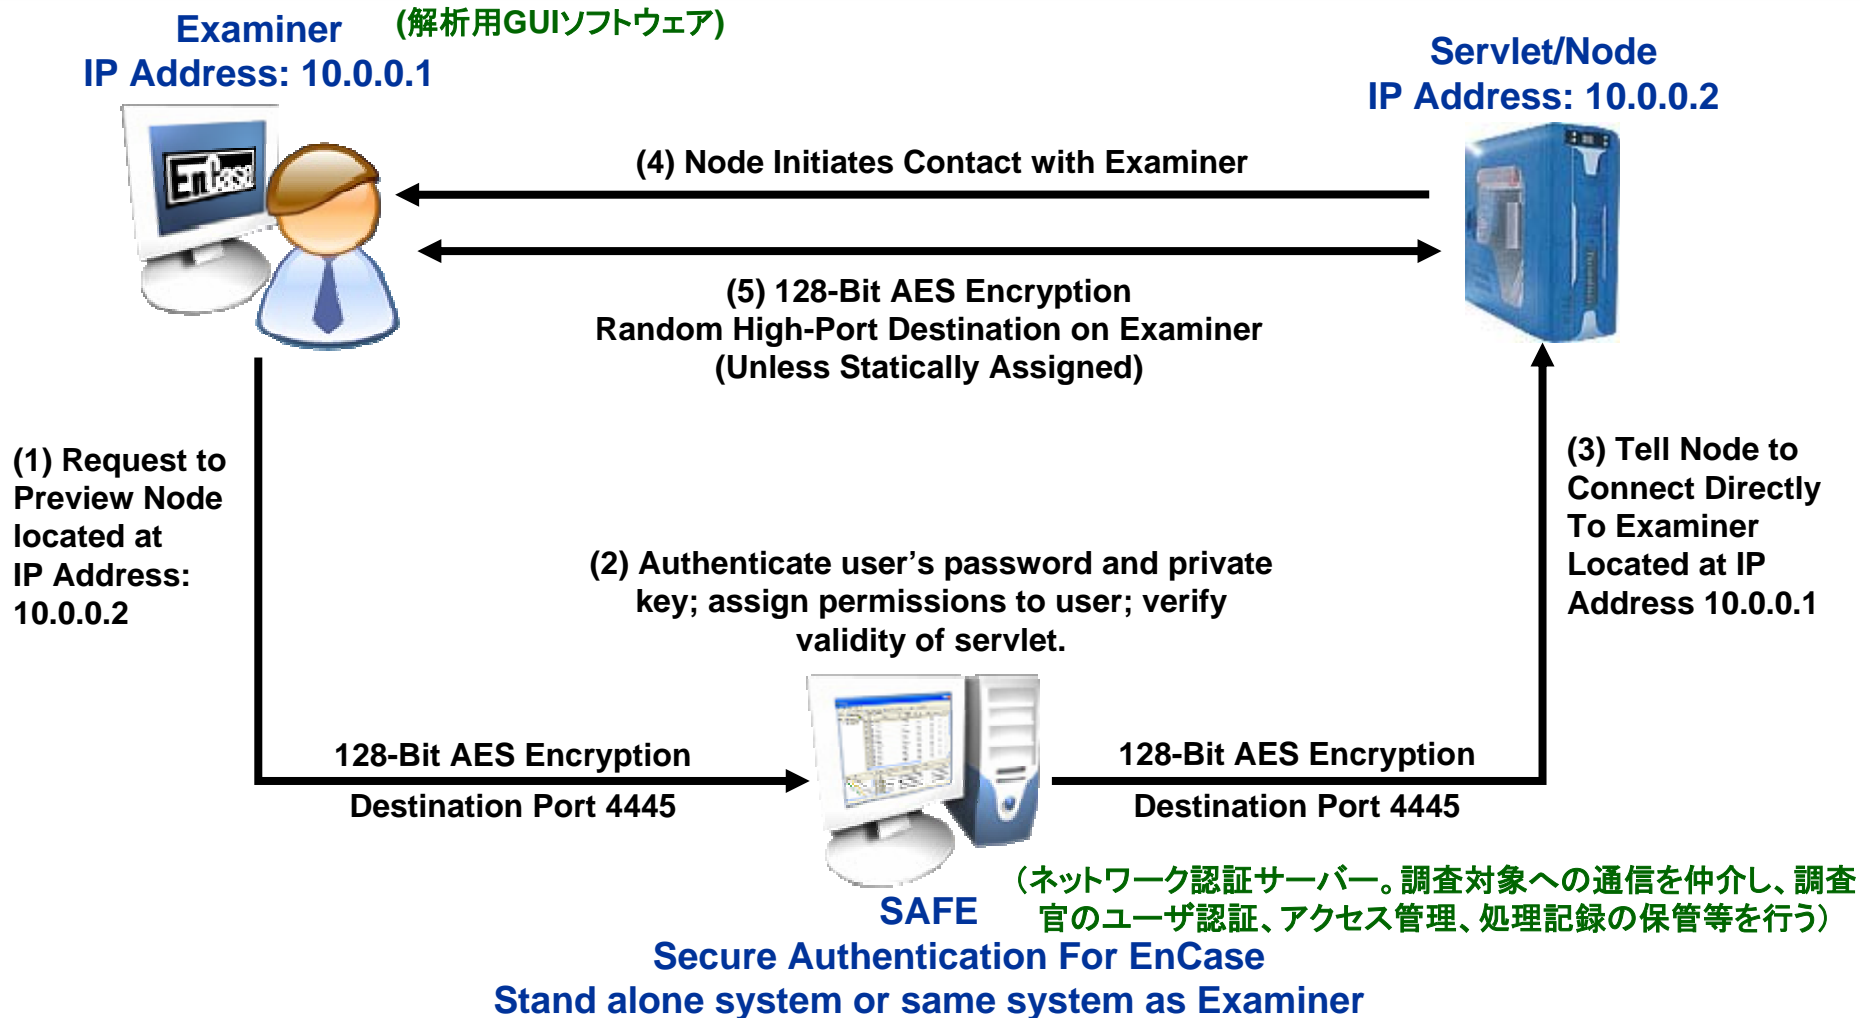 Examiner
(解析用GUIソフトウェア)
IP Address: 10.0.0.1
Servlet/Node
IP Address: 10.0.0.2
EnCase
(4) Node Initiates Contact with Examiner
(5) 128-Bit AES Encryption
Random High-Port Destination on Examiner
(Unless Statically Assigned)
(1) Request to
Preview Node
located at
IP Address:
10.0.0.2
(3) Tell Node to
Connect Directly
To Examiner
Located at IP
Address 10.0.0.1
(2) Authenticate user’s password and private
key; assign permissions to user; verify
validity of servlet.
128-Bit AES Encryption
Destination Port 4445
128-Bit AES Encryption
Destination Port 4445
（ネットワーク認証サーバー。調査対象への通信を仲介し、調査
官のユーザ認証、アクセス管理、処理記録の保管等を行う）
SAFE
Secure Authentication For EnCase
Stand alone system or same system as Examiner